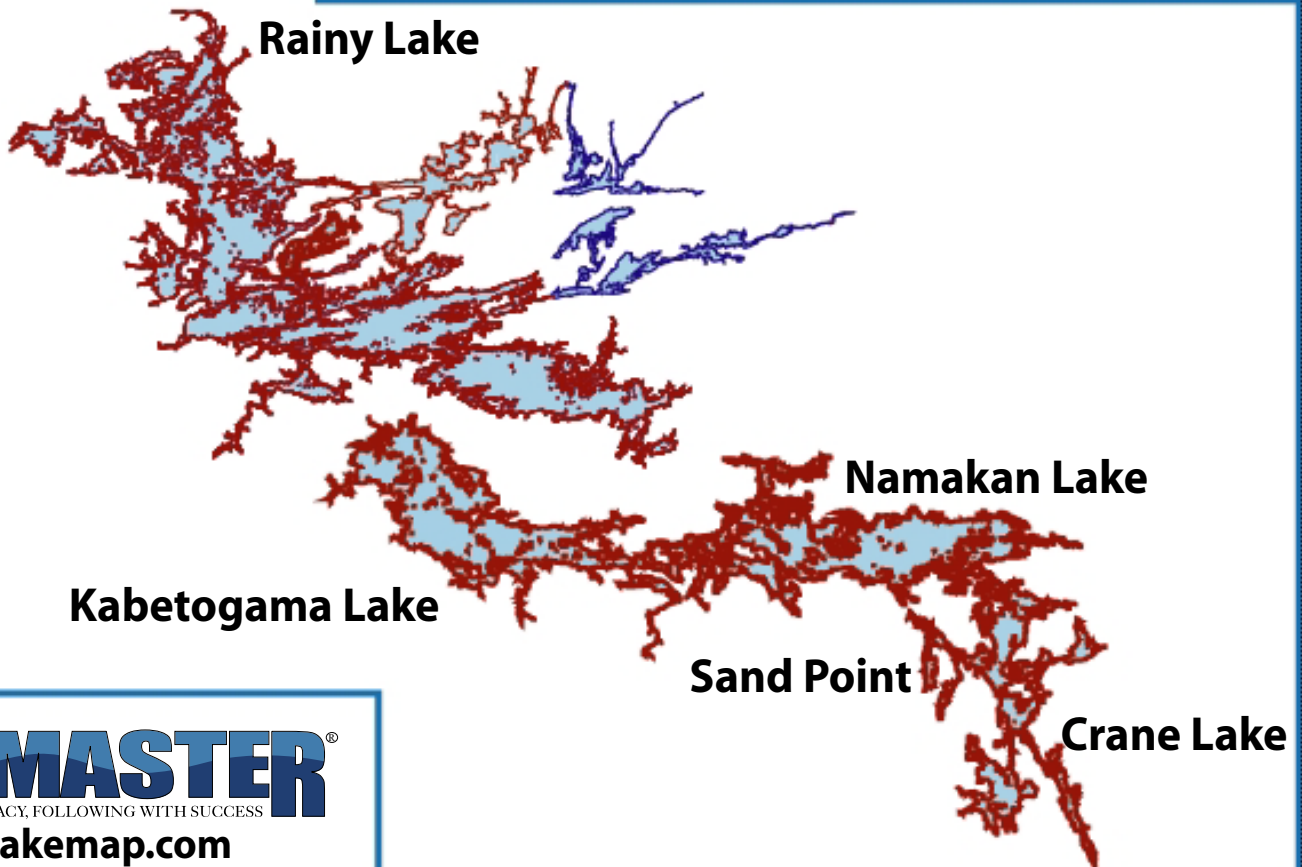 Rainy Lake
Namakan Lake
Kabetogama Lake
Sand Point
Crane Lake
MASTER®
ACY, FOLLOWING WITH SUCCESS
akemap.com